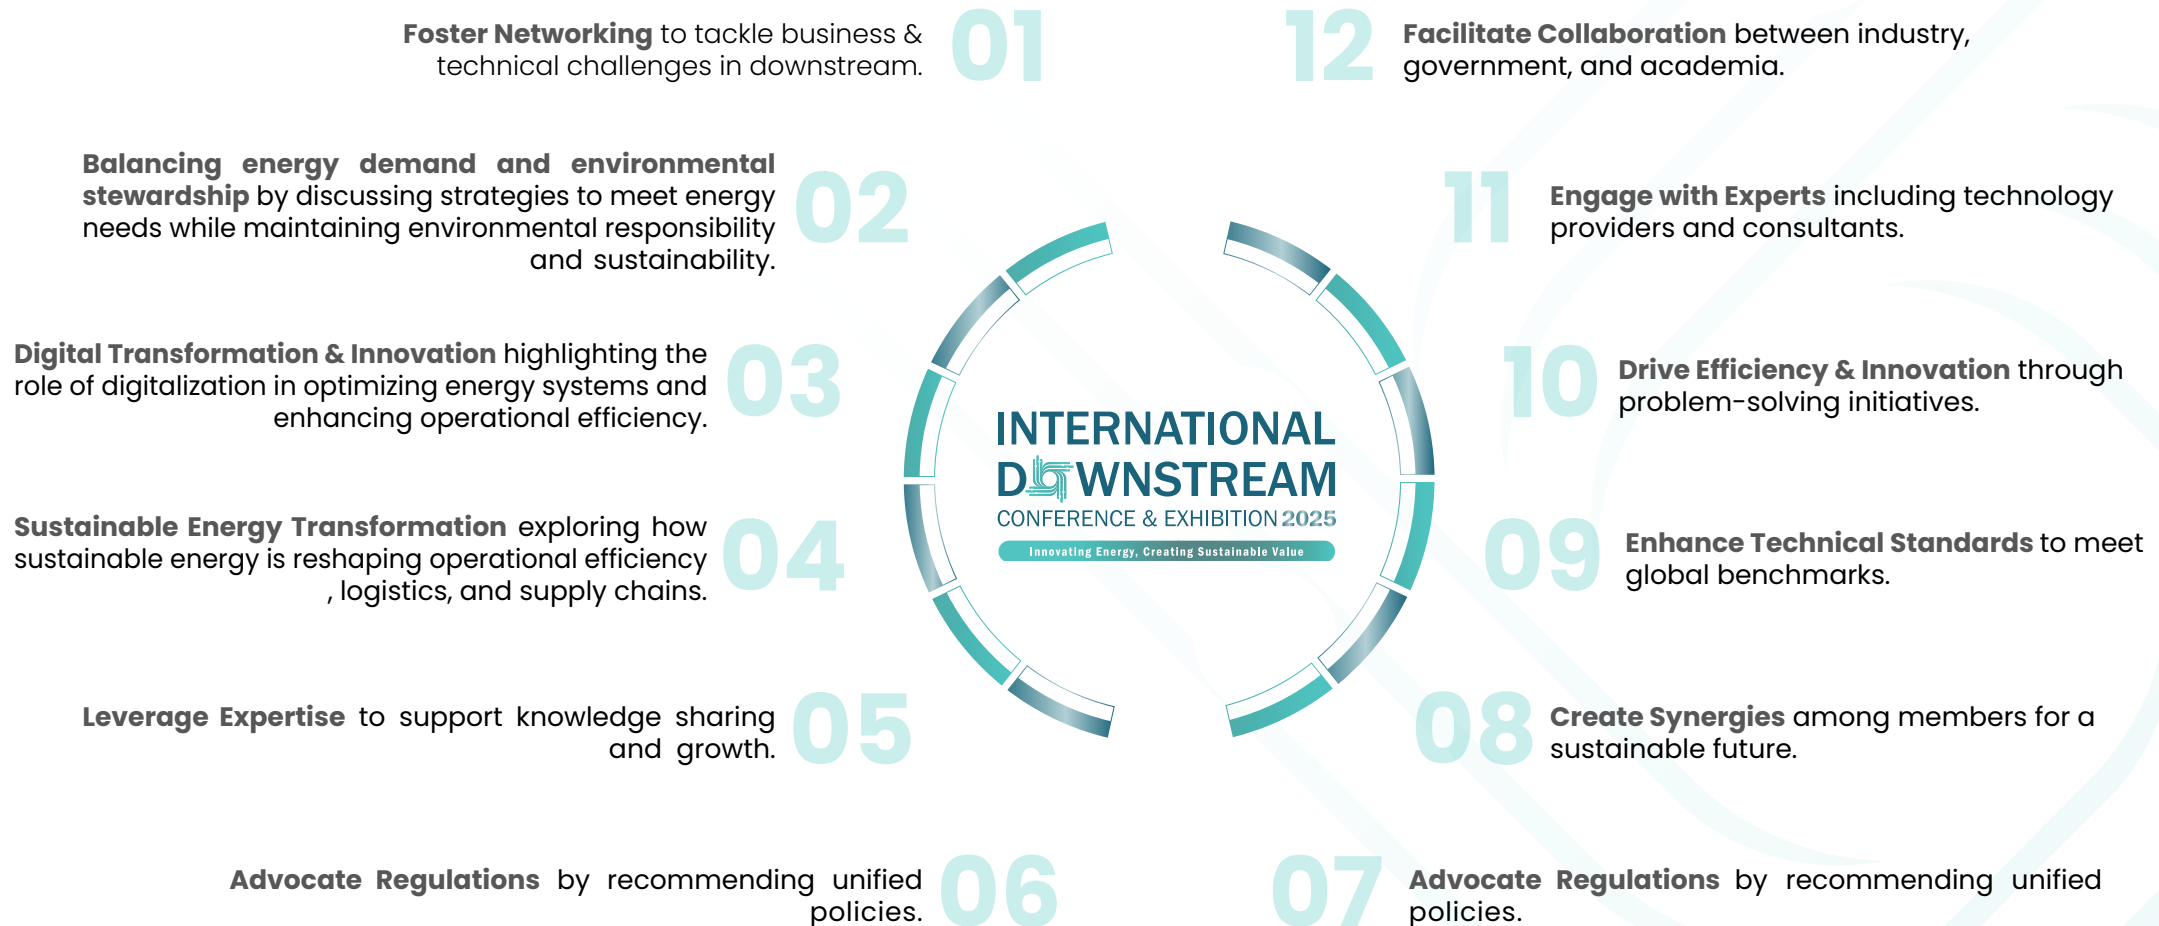 01
Foster Networking to tackle business &
technical challenges in downstream.
02
Balancing energy demand and environmental
stewardship by discussing strategies to meet energy
needs while maintaining environmental responsibility
and sustainability.
03
Digital Transformation & Innovation highlighting the
role of digitalization in optimizing energy systems and
enhancing operational efficiency.
04
Sustainable Energy Transformation exploring how
sustainable energy is reshaping operational efficiency
, logistics, and supply chains.
05
Leverage Expertise to support knowledge sharing
and growth.
06
Advocate Regulations by recommending unified
policies.
INTERNATIONAL
DOWNSTREAM
CONFERENCE & EXHIBITION 2025
Innovating Energy, Creating Sustainable Value
12
Facilitate Collaboration between industry,
government, and academia.
11
Engage with Experts including technology
providers and consultants.
10
Drive Efficiency & Innovation through
problem-solving initiatives.
09
Enhance Technical Standards to meet
global benchmarks.
08
Create Synergies among members for a
sustainable future.
07
Advocate Regulations by recommending unified
policies.